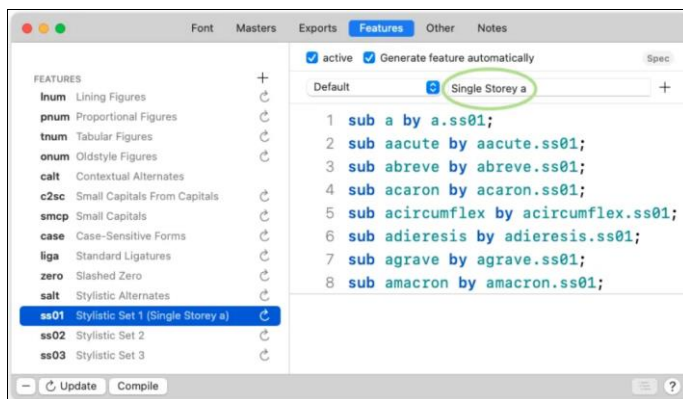 Font Masters Exports Features Other Notes
active Generate feature automatically Spec
FEATURES +
Default Single Storey a +
lnum Lining Figures
pnum Proportional Figures
tnum Tabular Figures
onum Oldstyle Figures
calt Contextual Alternates
c2sc Small Capitals From Capitals
smcp Small Capitals
case Case-Sensitive Forms
liga Standard Ligatures
zero Slashed Zero
salt Stylistic Alternates
ss01 Stylistic Set 1 (Single Storey a)
ss02 Stylistic Set 2
ss03 Stylistic Set 3
1 sub a by a.ss01;
2 sub aacute by aacute.ss01;
3 sub abreve by abreve.ss01;
4 sub acaron by acaron.ss01;
5 sub acircumflex by acircumflex.ss01;
6 sub adieresis by adieresis.ss01;
7 sub agrave by agrave.ss01;
8 sub amacron by amacron.ss01;
− Update Compile ?